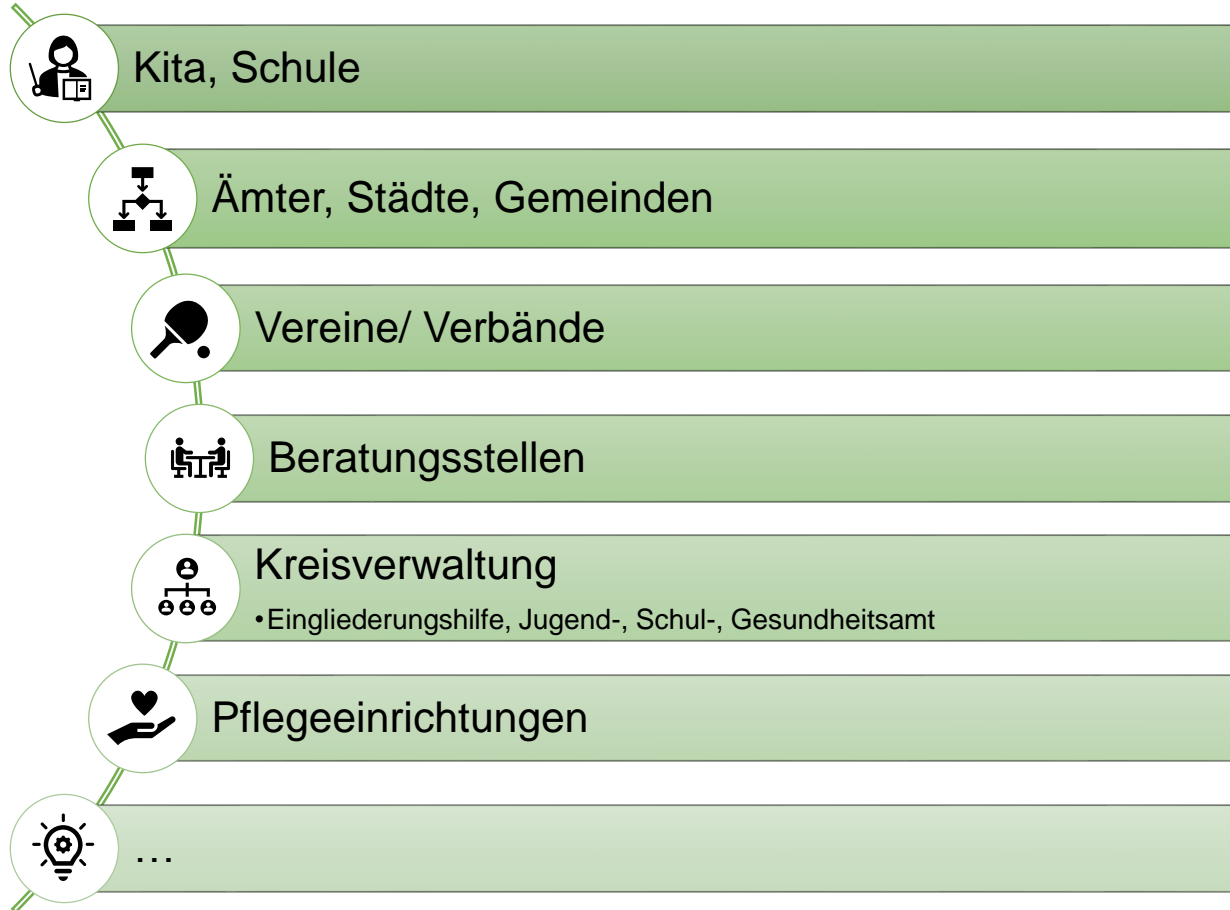 Kita, Schule
Ämter, Städte, Gemeinden
Vereine/ Verbände
Beratungsstellen
Kreisverwaltung
•Eingliederungshilfe, Jugend-, Schul-, Gesundheitsamt
Pflegeeinrichtungen
…